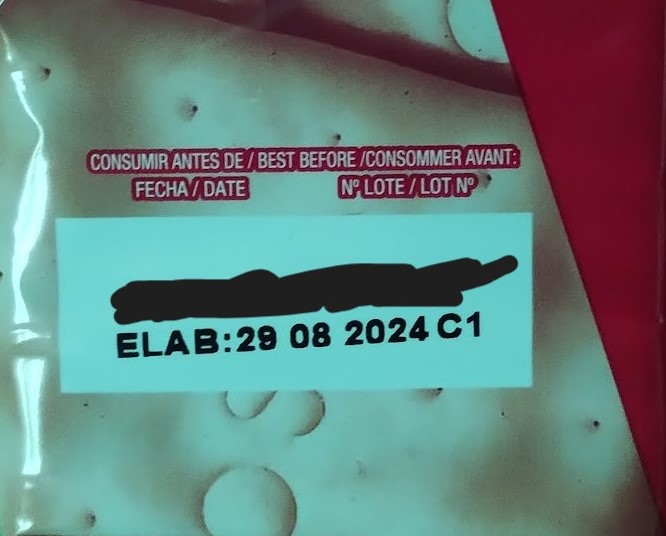 CONSUMIR ANTES DE / BEST BEFORE /CONSOMMER AVANT:
FECHA / DATE Nº LOTE / LOT Nº
ELAB:29 08 2024 C1